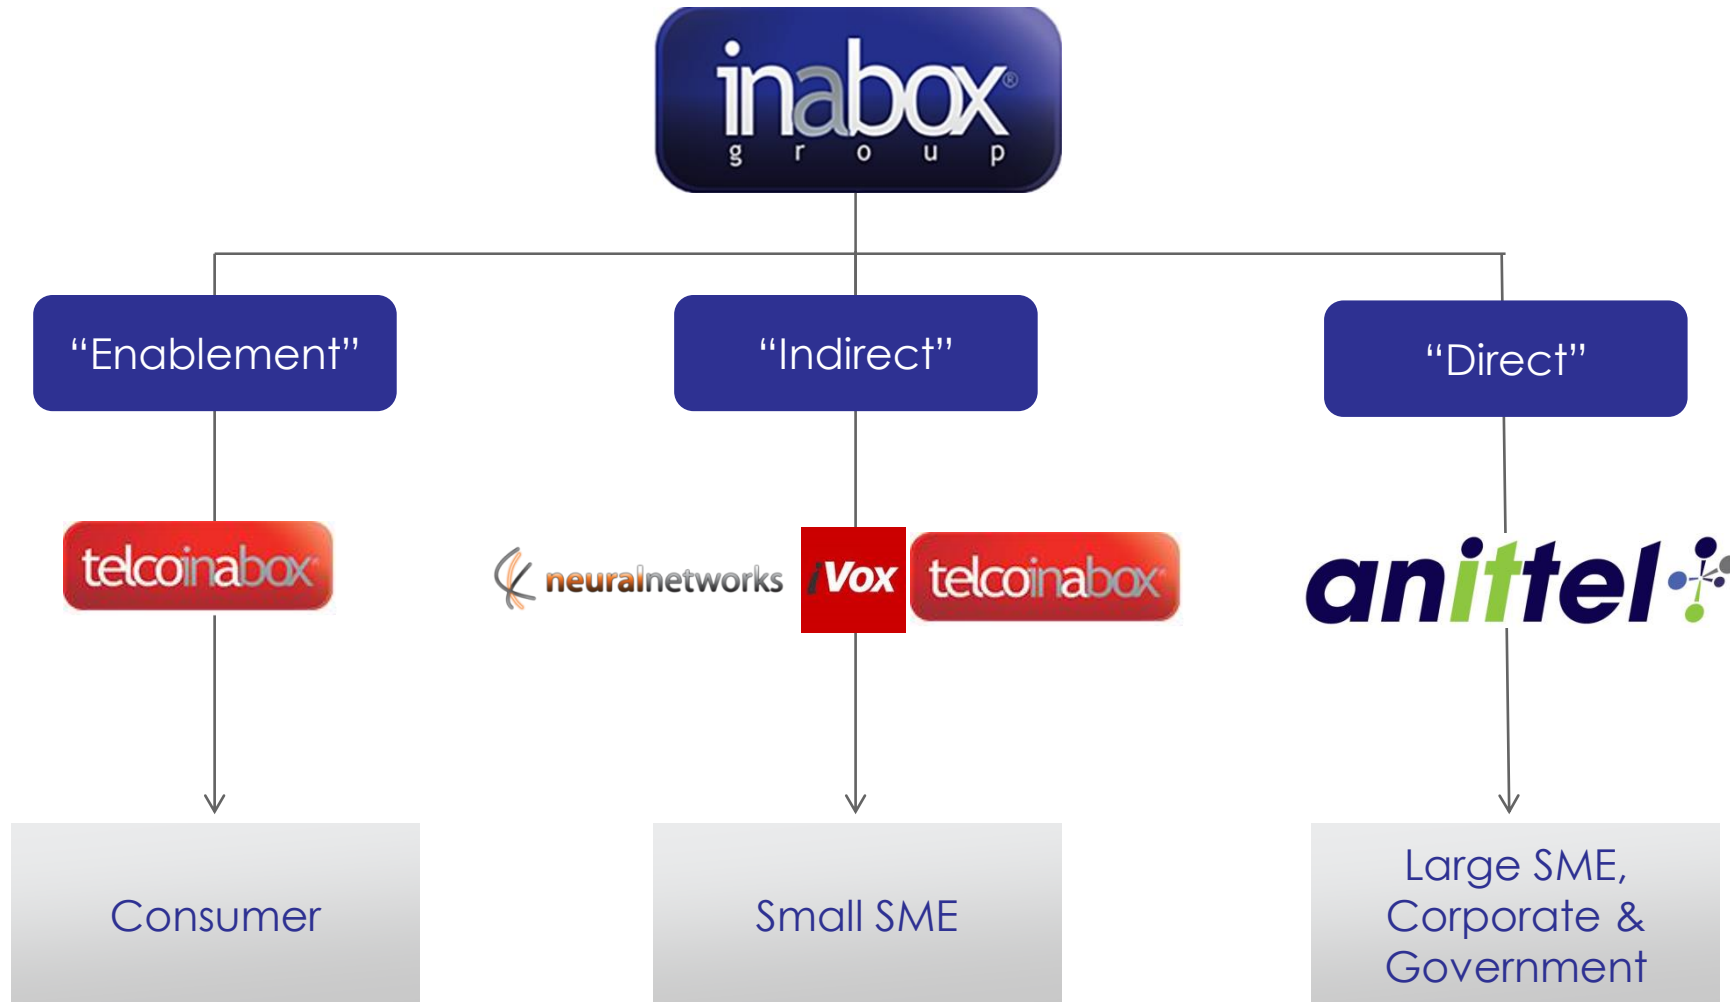 inabox®
group
“Enablement”
“Indirect”
“Direct”
telcoinabox
neuralnetworks
iVox
telcoinabox
anittel
Consumer
Small SME
Large SME,
Corporate &
Government